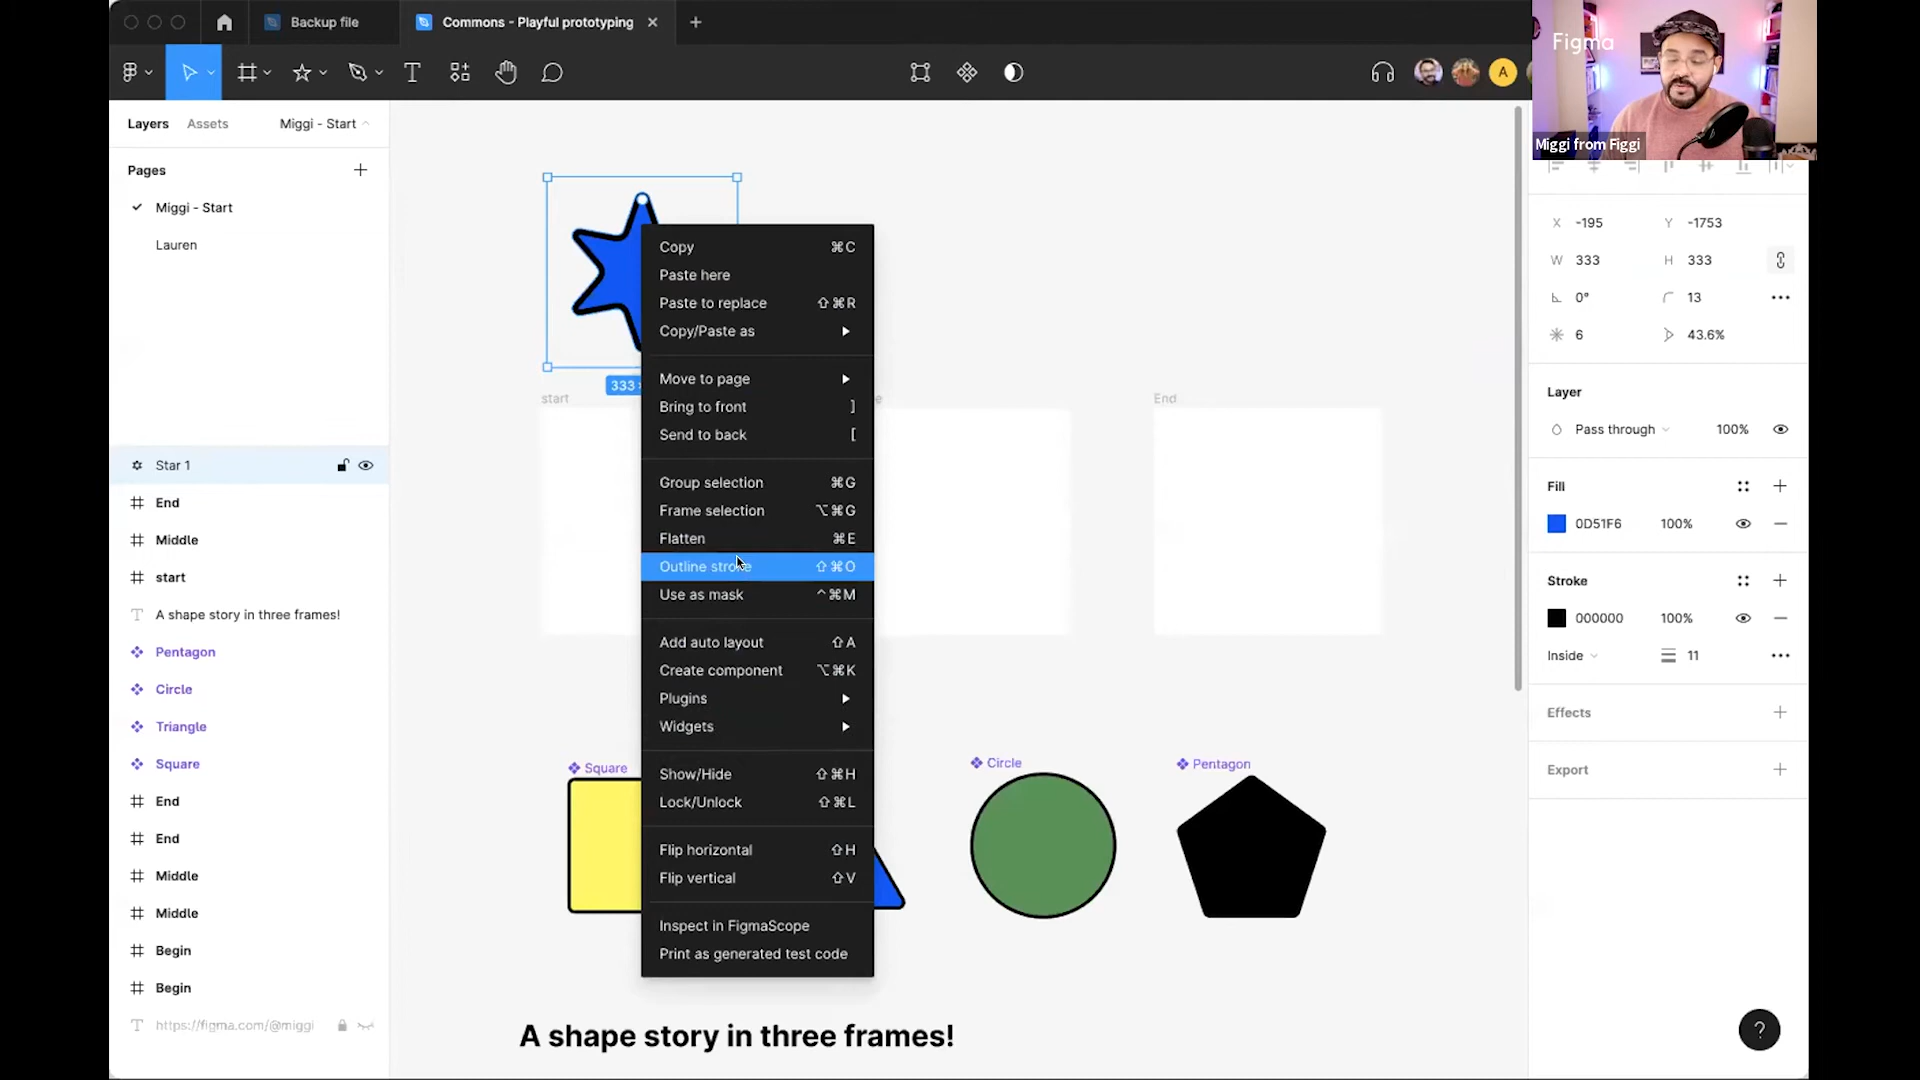 Backup file
Commons - Playful prototyping
A
Figma
Miggi from Figgi
Layers
Assets
Miggi - Start
Pages
Miggi - Start
Lauren
Star 1
End
Middle
start
A shape story in three frames!
Pentagon
Circle
Triangle
Square
End
End
Middle
Middle
Begin
Begin
https://figma.com/@miggi
333
start
End
Copy ⌘C
Paste here
Paste to replace ⇧⌘R
Copy/Paste as
Move to page
Bring to front ]
Send to back [
Group selection ⌘G
Frame selection ⌥⌘G
Flatten ⌘E
Outline stroke ⇧⌘O
Use as mask ^⌘M
Add auto layout ⇧A
Create component ⌥⌘K
Plugins
Widgets
Show/Hide ⇧⌘H
Lock/Unlock ⇧⌘L
Flip horizontal ⇧H
Flip vertical ⇧V
Inspect in FigmaScope
Print as generated test code
Square
Circle
Pentagon
A shape story in three frames!
X -195 Y -1753
W 333 H 333
0° 13
6 43.6%
Layer
Pass through 100%
Fill
0D51F6 100%
Stroke
000000 100%
Inside 11
Effects
Export
?